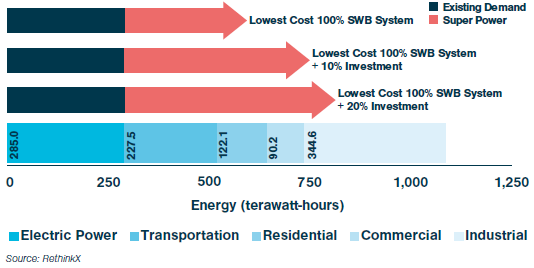 Existing Demand
Super Power
Lowest Cost 100% SWB System
Lowest Cost 100% SWB System
+ 10% Investment
Lowest Cost 100% SWB System
+ 20% Investment
285.0
227.5
122.1
90.2
344.6
0 250 500 750 1,000 1,250
Energy (terawatt-hours)
Electric Power Transportation Residential Commercial Industrial
Source: RethinkX